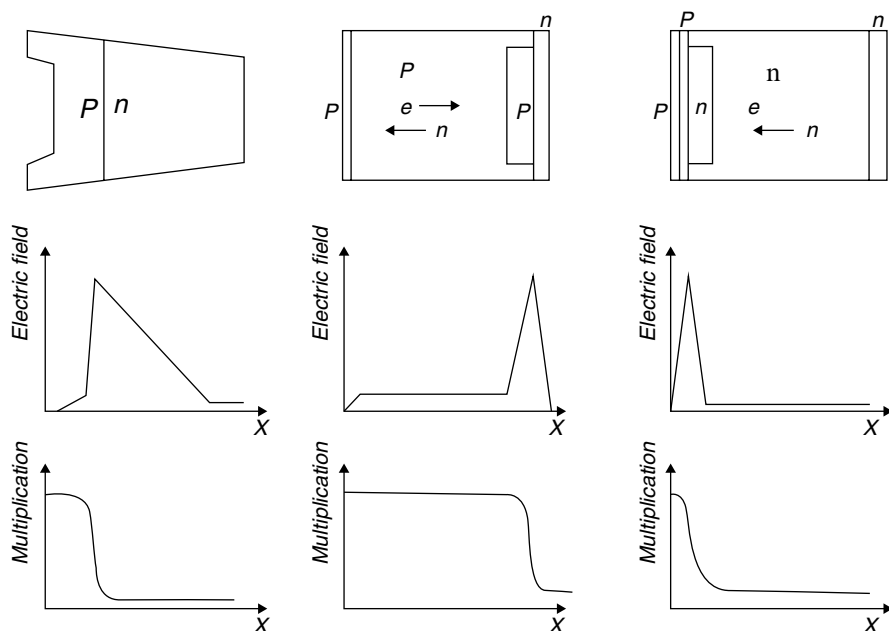 P n
n
P
P
e
n
P
P
n
P
n
n
e
n
Electric field
X
Electric field
X
Electric field
X
Multiplication
X
Multiplication
X
Multiplication
X